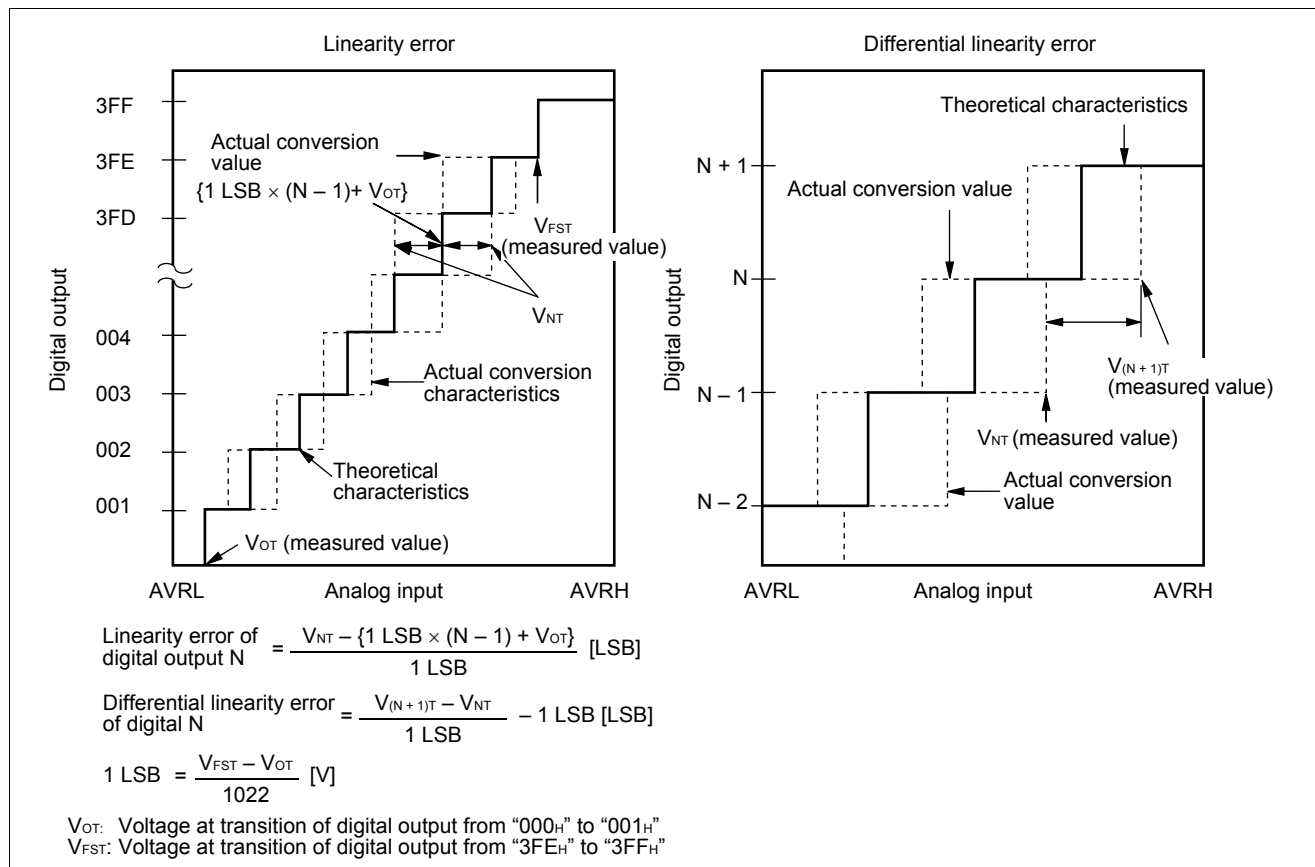 Linearity error
3FF
3FE
3FD
004
003
002
001
Digital output
Actual conversion
value
{1 LSB × (N – 1)+ VOT}
VFST
(measured value)
VNT
Actual conversion
characteristics
Theoretical
characteristics
VOT (measured value)
AVRL
Analog input
AVRH
Differential linearity error
Theoretical characteristics
N + 1
Actual conversion value
N
V(N + 1)T
(measured value)
N – 1
VNT (measured value)
Actual conversion
value
N – 2
Digital output
AVRL
Analog input
AVRH
Linearity error of
digital output N
=
VNT – {1 LSB × (N – 1) + VOT}
1 LSB
[LSB]
Differential linearity error
of digital N
=
V(N + 1)T – VNT
1 LSB
– 1 LSB [LSB]
1 LSB =
VFST – VOT
1022
[V]
VOT: Voltage at transition of digital output from “000H” to “001H”
VFST: Voltage at transition of digital output from “3FEH” to “3FFH”